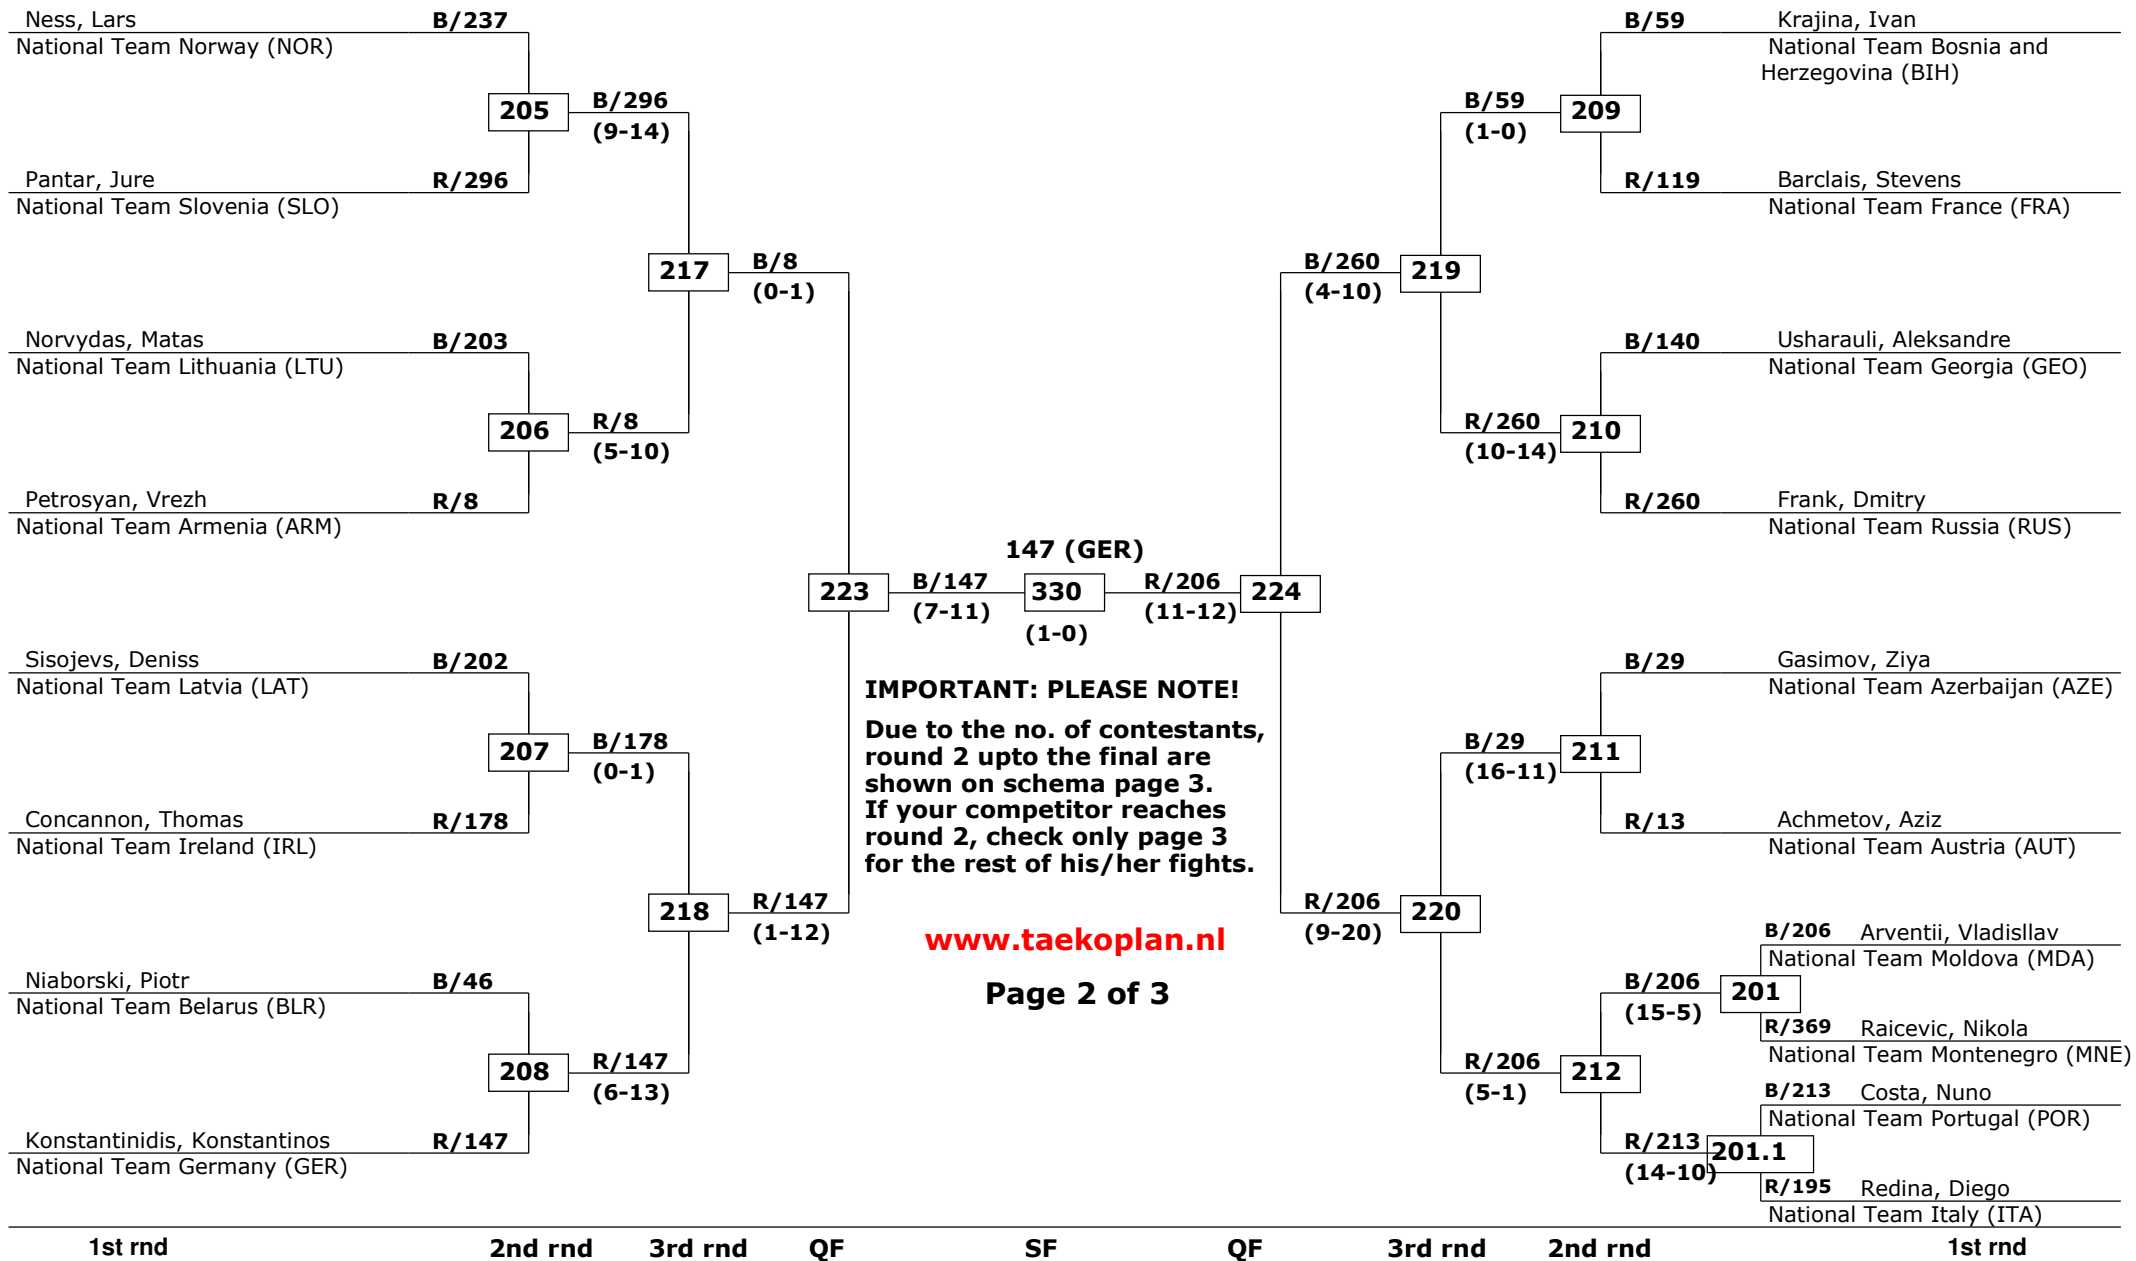 Ness, Lars
B/237
National Team Norway (NOR)
205
B/296
(9-14)
Pantar, Jure
R/296
National Team Slovenia (SLO)
217
B/8
(0-1)
Norvydas, Matas
B/203
National Team Lithuania (LTU)
206
R/8
(5-10)
Petrosyan, Vrezh
R/8
National Team Armenia (ARM)
223
B/147
(7-11)
Sisojevs, Deniss
B/202
National Team Latvia (LAT)
207
B/178
(0-1)
Concannon, Thomas
R/178
National Team Ireland (IRL)
218
R/147
(1-12)
Niaborski, Piotr
B/46
National Team Belarus (BLR)
208
R/147
(6-13)
Konstantinidis, Konstantinos
R/147
National Team Germany (GER)
147 (GER)
330
(1-0)
IMPORTANT: PLEASE NOTE!
Due to the no. of contestants,
round 2 upto the final are
shown on schema page 3.
If your competitor reaches
round 2, check only page 3
for the rest of his/her fights.
www.taekoplan.nl
Page 2 of 3
B/59
Krajina, Ivan
National Team Bosnia and
Herzegovina (BIH)
B/59
(1-0)
209
R/119
Barclais, Stevens
National Team France (FRA)
B/260
(4-10)
219
B/140
Usharauli, Aleksandre
National Team Georgia (GEO)
R/260
(10-14)
210
R/260
Frank, Dmitry
National Team Russia (RUS)
R/206
(11-12)
224
B/29
Gasimov, Ziya
National Team Azerbaijan (AZE)
B/29
(16-11)
211
R/13
Achmetov, Aziz
National Team Austria (AUT)
R/206
(9-20)
220
B/206
Arventii, Vladisllav
National Team Moldova (MDA)
B/206
(15-5)
201
R/369
Raicevic, Nikola
National Team Montenegro (MNE)
R/206
(5-1)
212
B/213
Costa, Nuno
National Team Portugal (POR)
R/213
(14-10)
201.1
R/195
Redina, Diego
National Team Italy (ITA)
1st rnd
2nd rnd
3rd rnd
QF
SF
QF
3rd rnd
2nd rnd
1st rnd